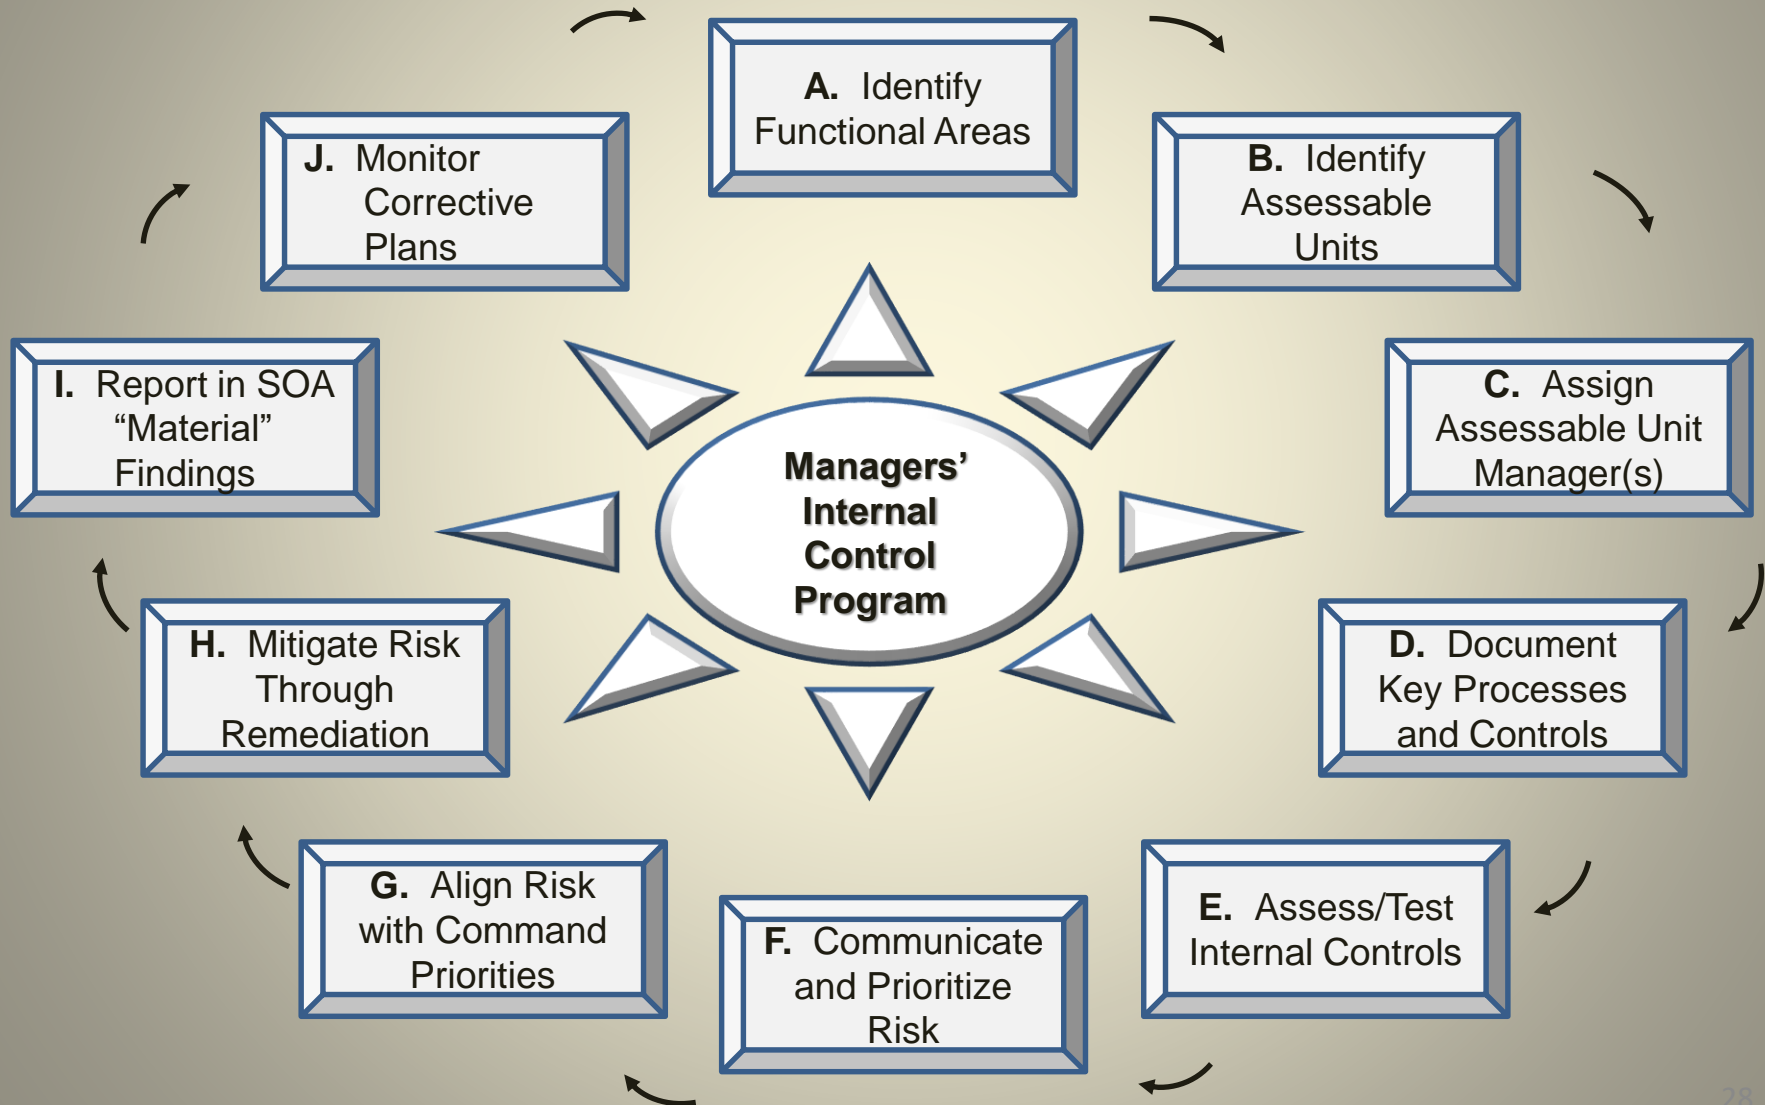 A. Identify
Functional Areas
B. Identify
Assessable
Units
C. Assign
Assessable Unit
Manager(s)
D. Document
Key Processes
and Controls
E. Assess/Test
Internal Controls
F. Communicate
and Prioritize
Risk
G. Align Risk
with Command
Priorities
H. Mitigate Risk
Through
Remediation
I. Report in SOA
“Material”
Findings
J. Monitor
Corrective
Plans
Managers’
Internal
Control
Program
28